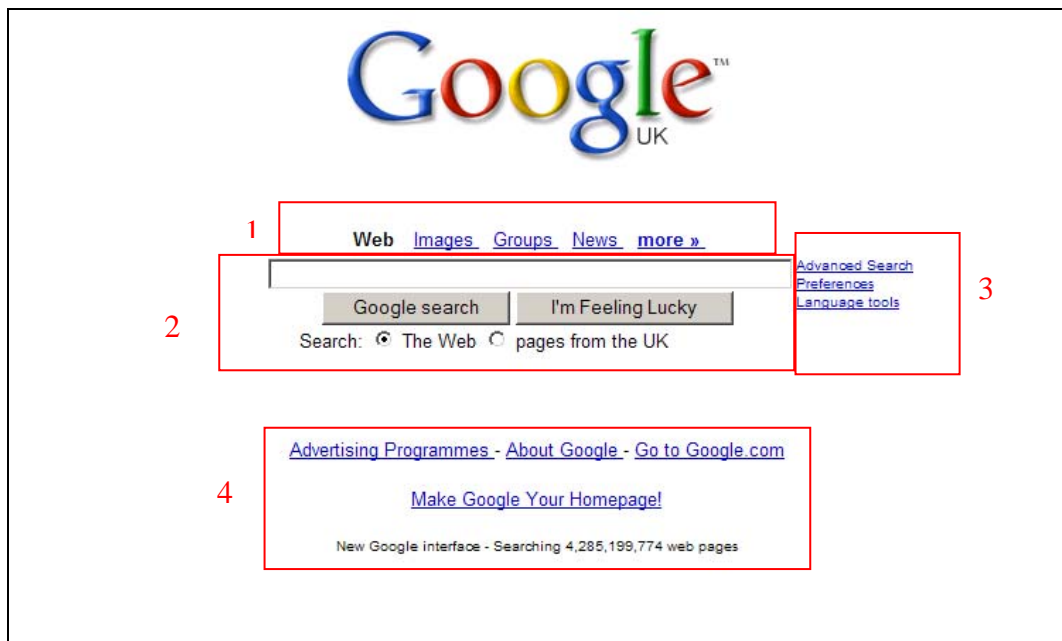 Google™
UK
1
Web Images Groups News more »
Advanced Search
Preferences
Language tools
3
2
Google search I'm Feeling Lucky
Search: The Web pages from the UK
4
Advertising Programmes - About Google - Go to Google.com
Make Google Your Homepage!
New Google interface - Searching 4,285,199,774 web pages